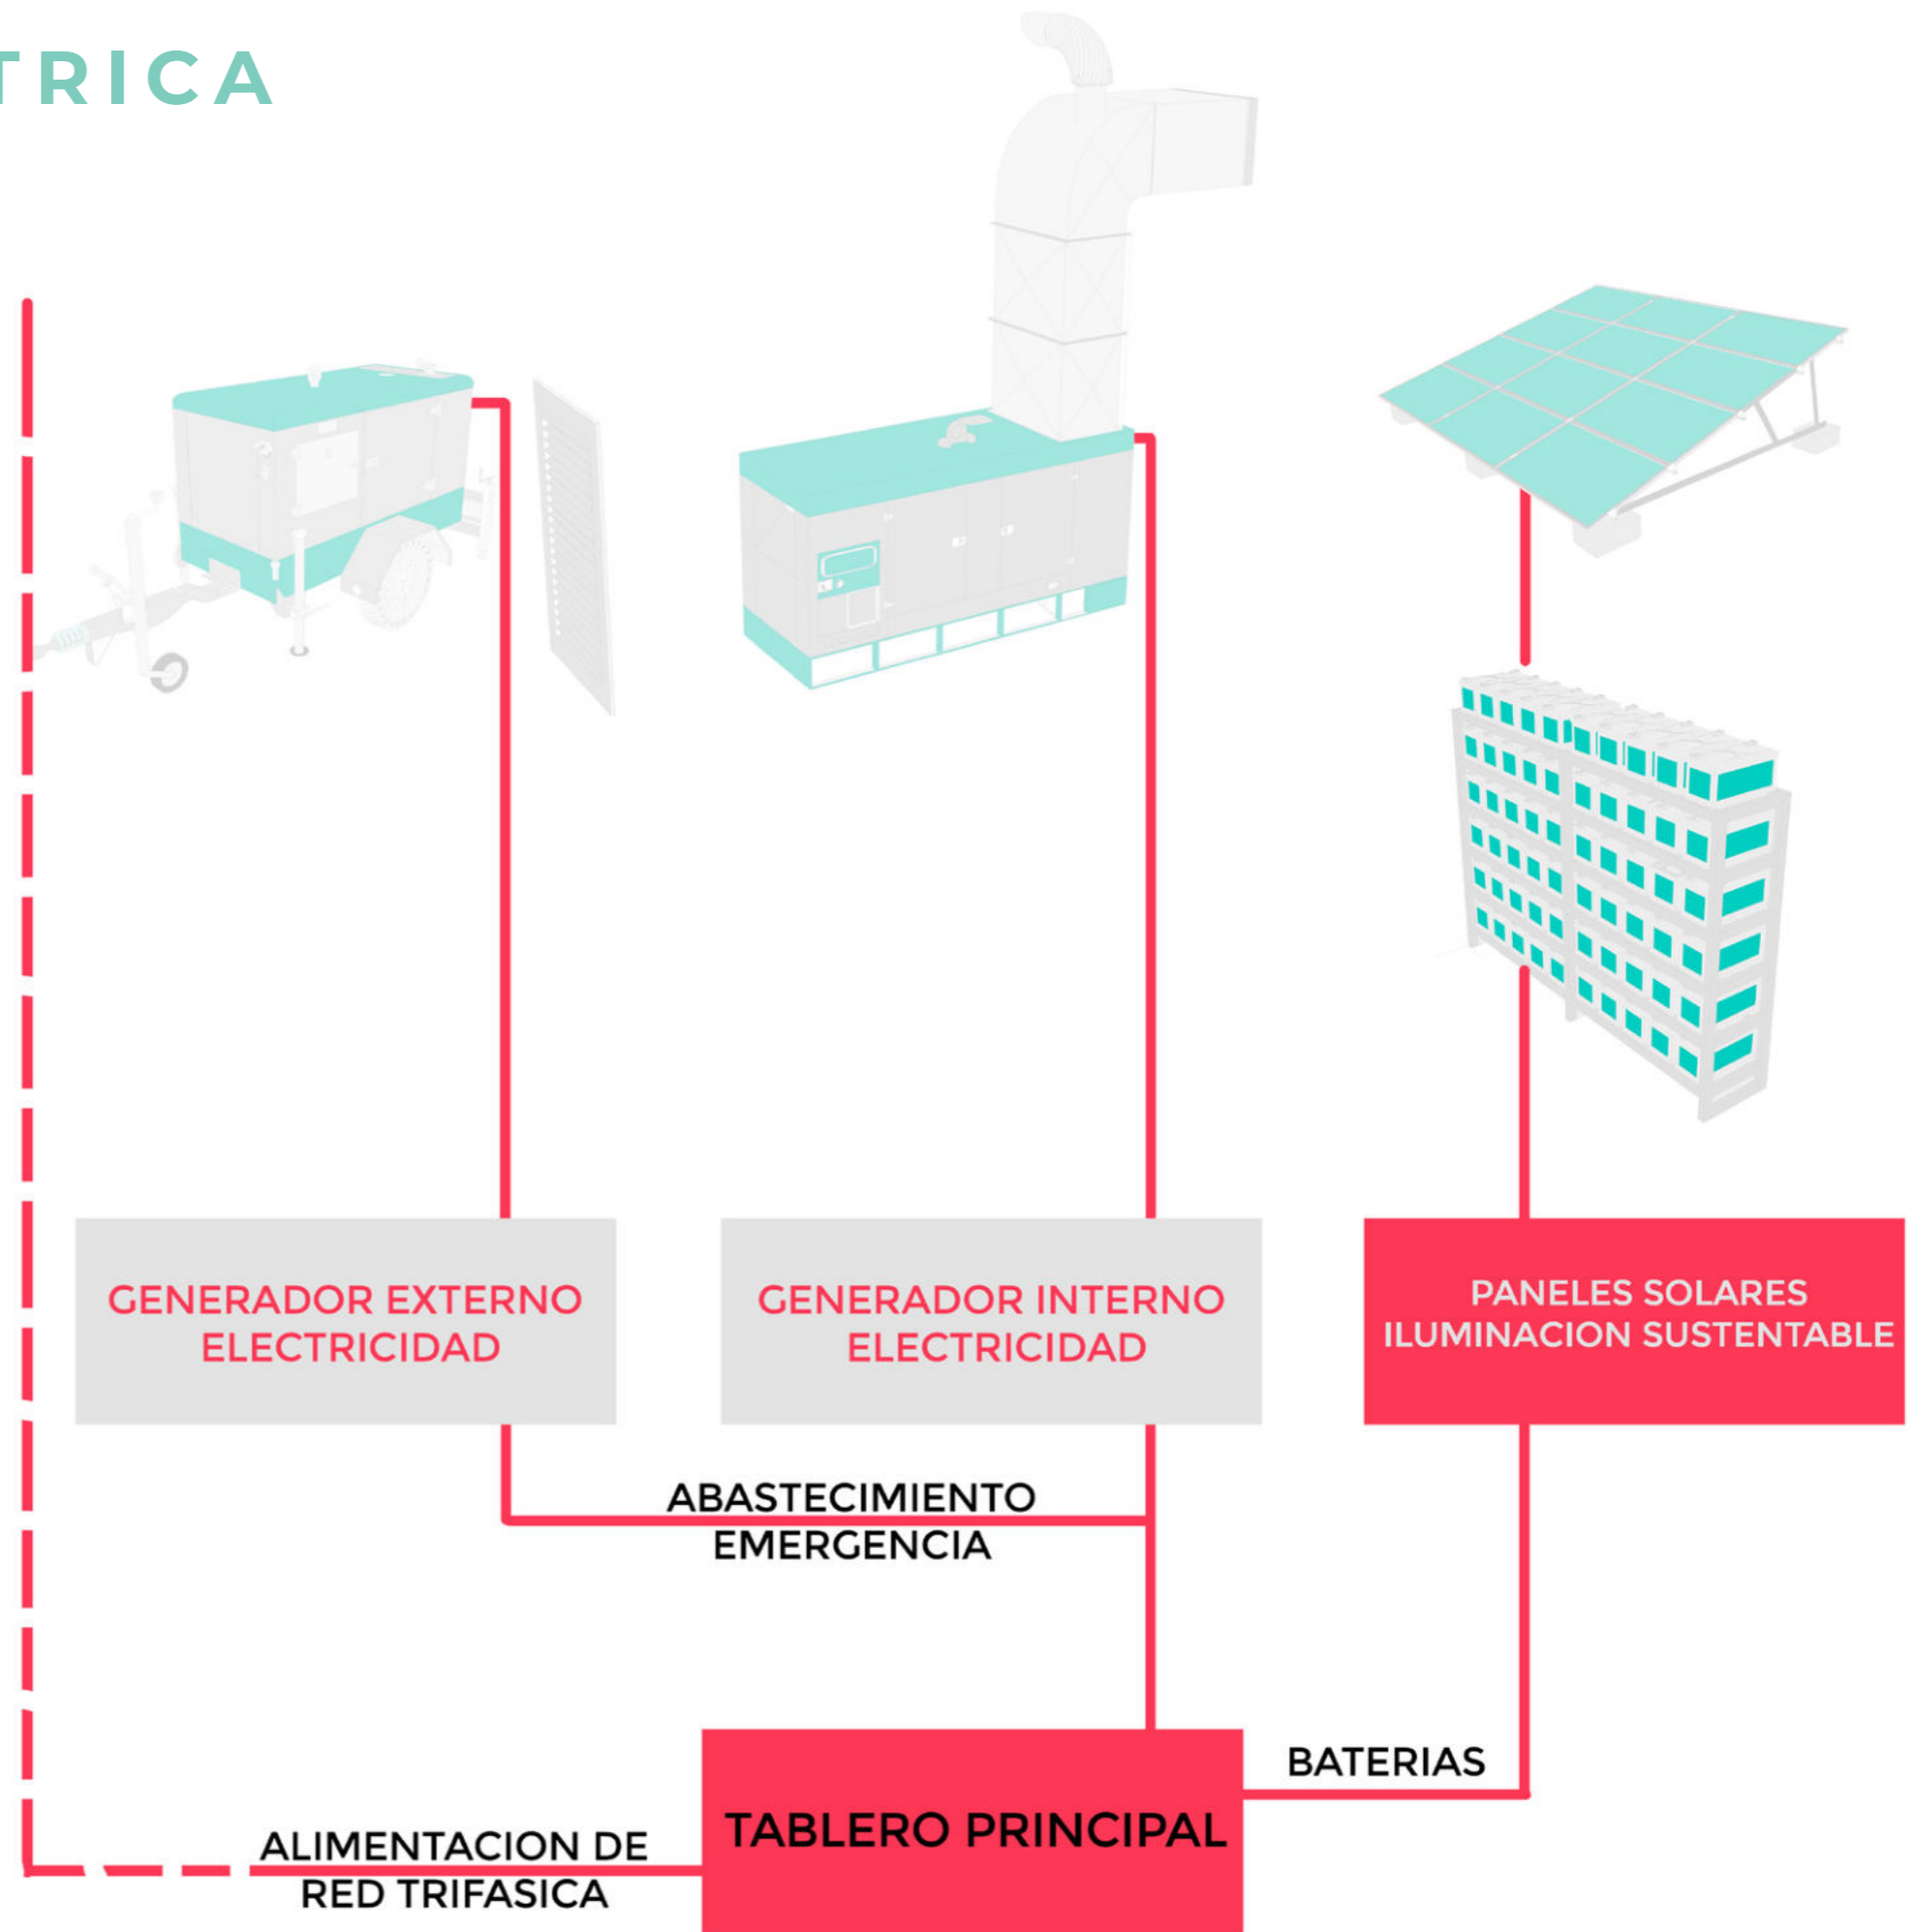 TRICA
GENERADOR EXTERNO
ELECTRICIDAD
GENERADOR INTERNO
ELECTRICIDAD
PANELES SOLARES
ILUMINACION SUSTENTABLE
ABASTECIMIENTO
EMERGENCIA
BATERIAS
TABLERO PRINCIPAL
ALIMENTACION DE
RED TRIFASICA